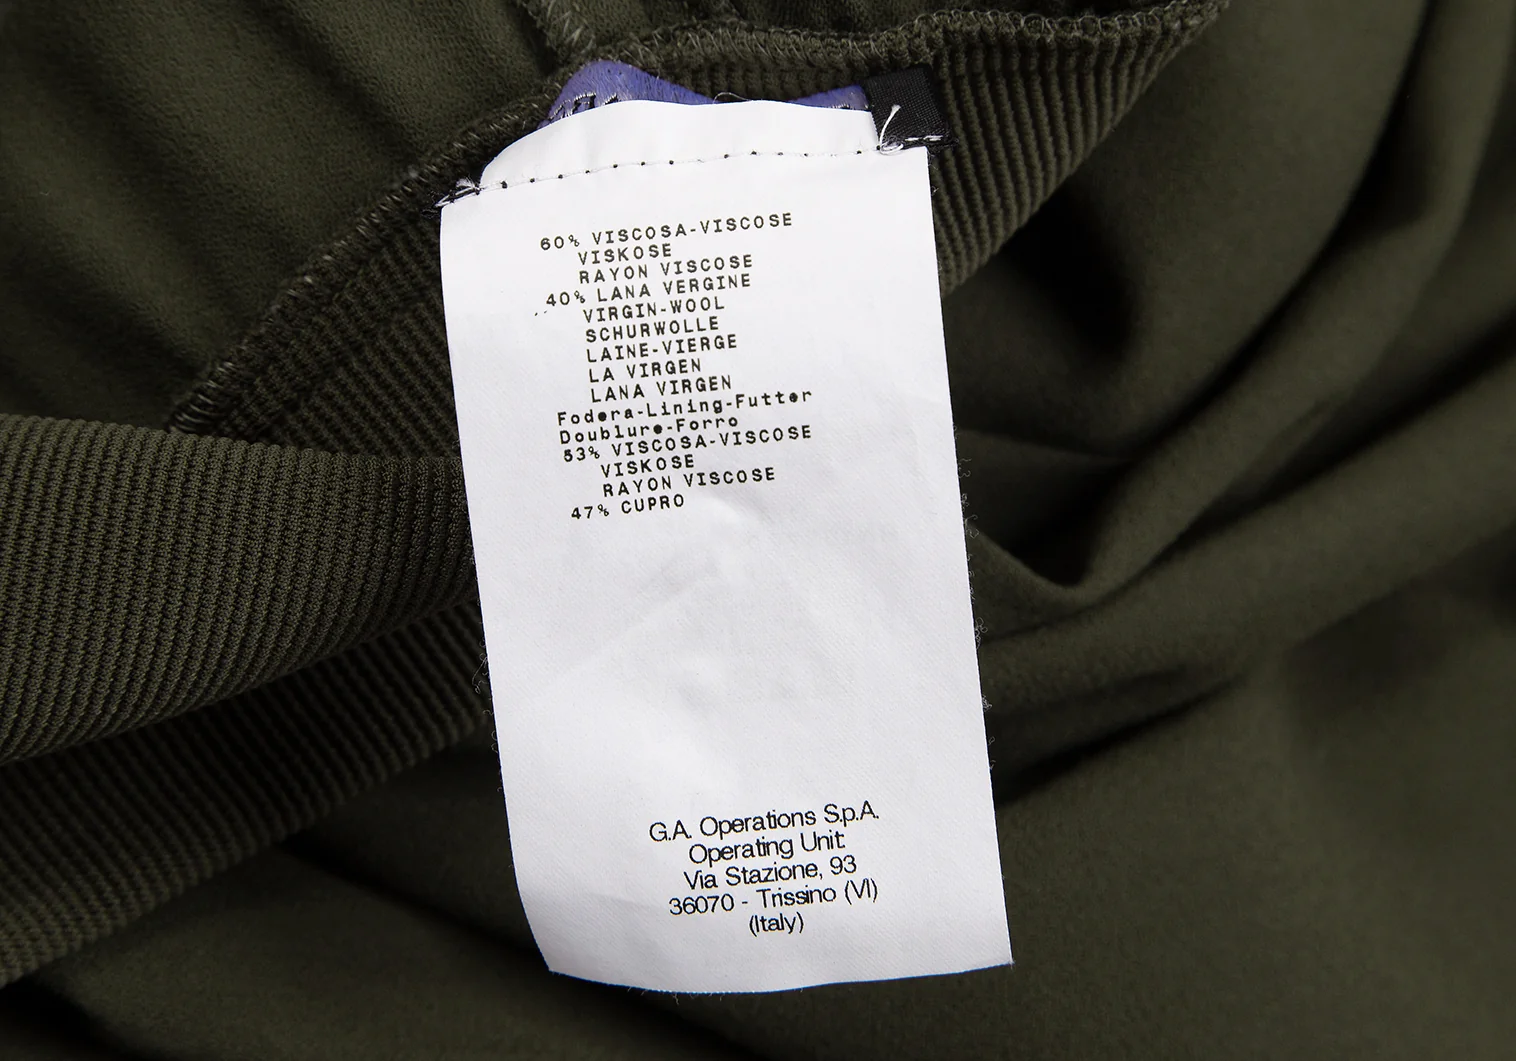 60% VISCOSA-VISCOSE
VISKOSE
RAYON VISCOSE
40% LANA VERGINE
VIRGIN-WOOL
SCHURWOLLE
LAINE-VIERGE
LA VIRGEN
LANA VIRGEN
Fodera-Lining-Futter
Doublure-Forro
53% VISCOSA-VISCOSE
VISKOSE
RAYON VISCOSE
47% CUPRO
G.A. Operations S.p.A.
Operating Unit
Via Stazione, 93
36070 - Trissino (VI)
(Italy)